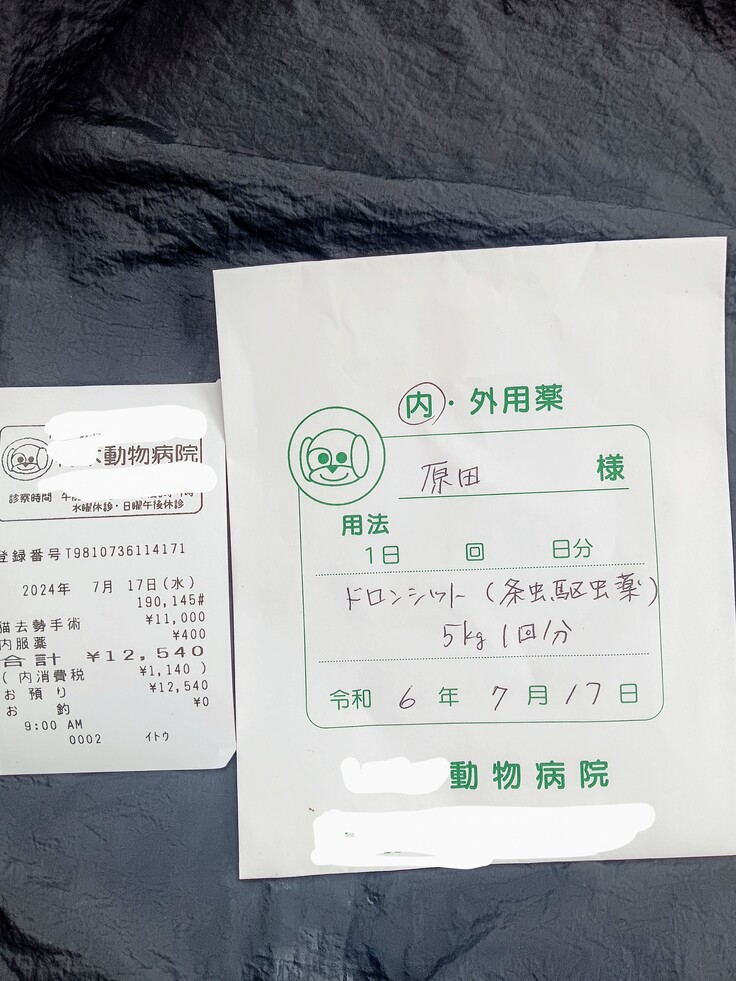 動物病院
診察時間
水曜休診・日曜午後休診
登録番号T9810736114171
2024年 7月 17日(水)
190,145#
猫去勢手術 ¥11,000
内服薬 ¥400
合計 ¥12,540
(内消費税 ¥1,140 )
お預り ¥12,540
お釣 ¥0
9:00 AM
0002 イトウ
内・外用薬
原田 様
用法
1日 回 日分
ドロンシット(条虫駆虫薬)
5kg 1回分
令和 6 年 7 月 17 日
動物病院